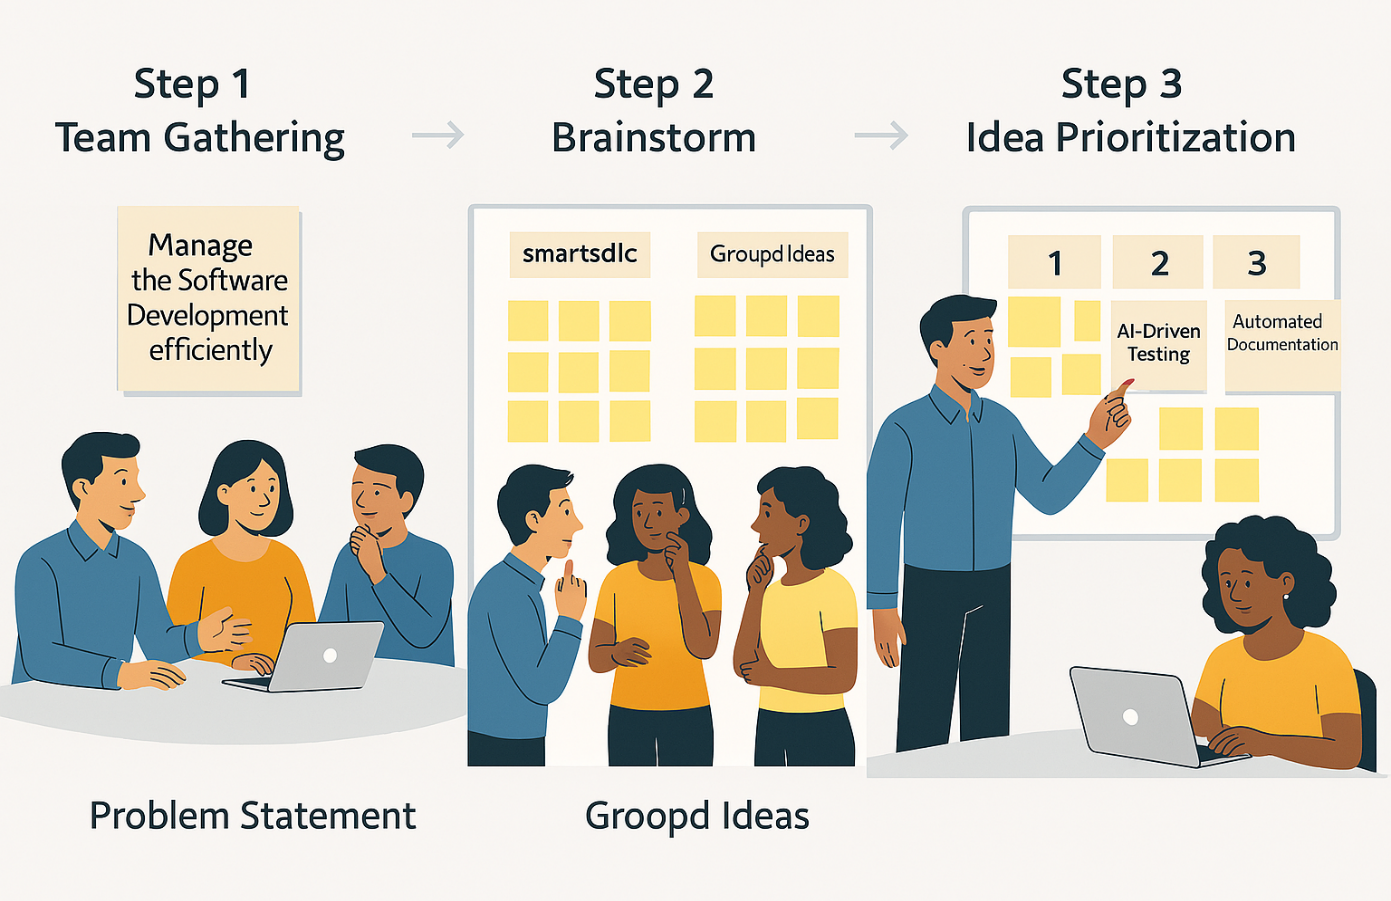 Step 1
Team Gathering
Step 2
Brainstorm
Step 3
Idea Prioritization
Manage
the Software
Development
efficiently
smartsdlc
Groupd Ideas
1
2
3
AI-Driven
Testing
Automated
Documentation
Problem Statement
Groopd Ideas